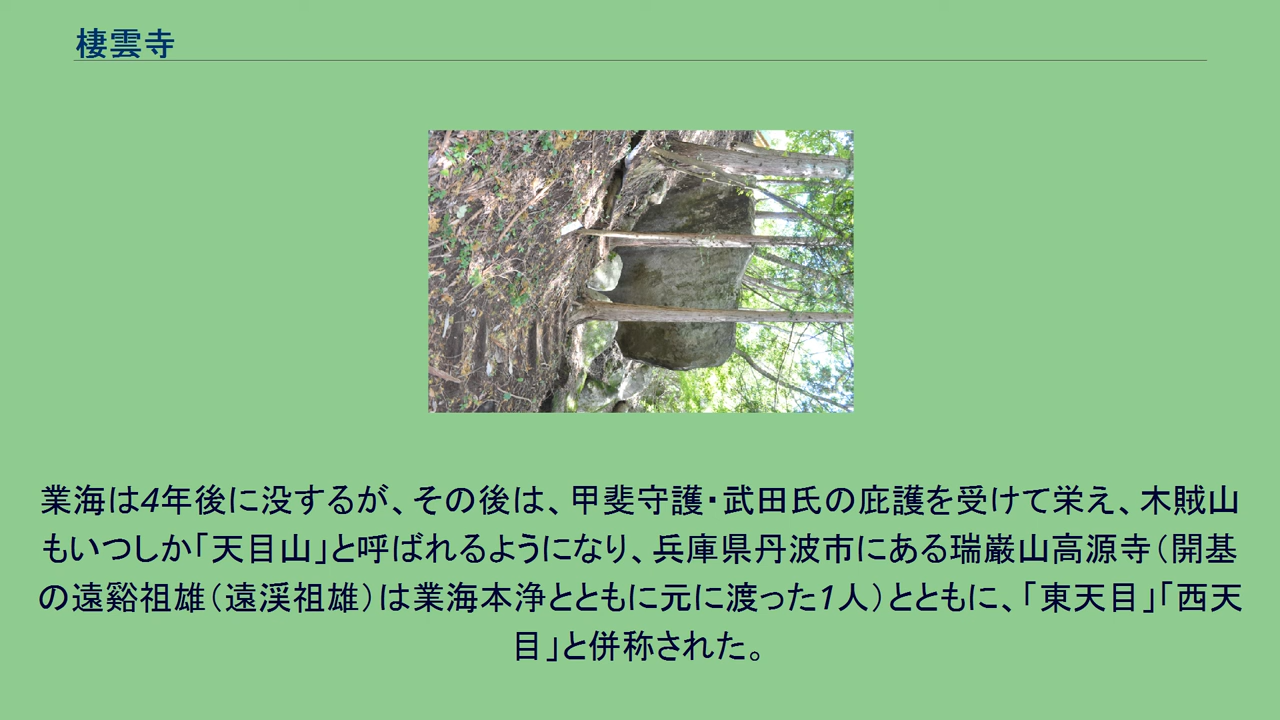 棲雲寺
業海は4年後に没するが、その後は、甲斐守護・武田氏の庇護を受けて栄え、木賊山
もいつしか「天目山」と呼ばれるようになり、兵庫県丹波市にある瑞巌山高源寺（開基
の遠谿祖雄（遠渓祖雄）は業海本浄とともに元に渡った1人）とともに、「東天目」「西天
目」と併称された。